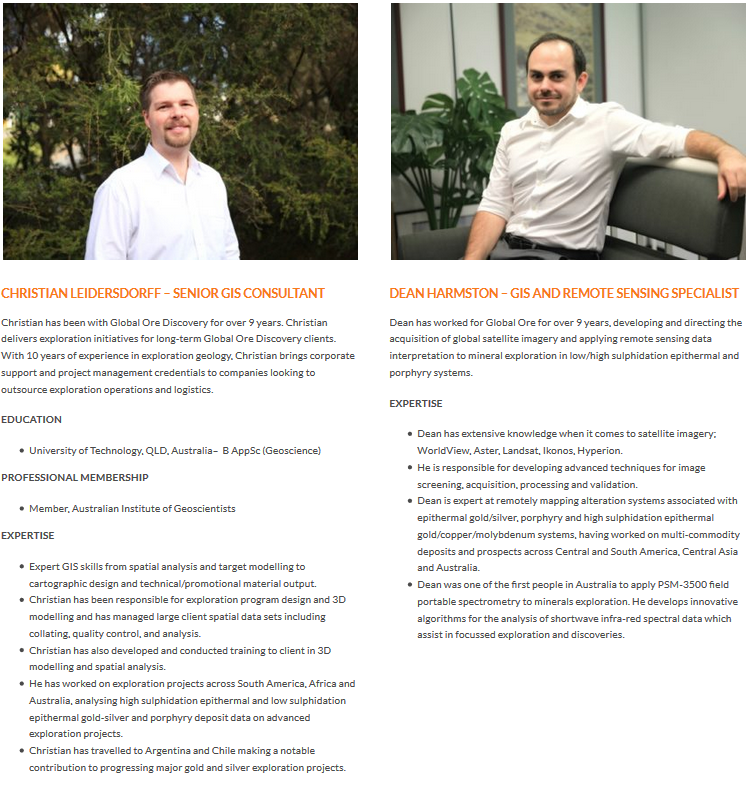 CHRISTIAN LEIDERSDORFF – SENIOR GIS CONSULTANT
Christian has been with Global Ore Discovery for over 9 years. Christian
delivers exploration initiatives for long-term Global Ore Discovery clients.
With 10 years of experience in exploration geology, Christian brings corporate
support and project management credentials to companies looking to
outsource exploration operations and logistics.
EDUCATION
• University of Technology, QLD, Australia–  B AppSc (Geoscience)
PROFESSIONAL MEMBERSHIP
• Member, Australian Institute of Geoscientists
EXPERTISE
• Expert GIS skills from spatial analysis and target modelling to
cartographic design and technical/promotional material output.
• Christian has been responsible for exploration program design and 3D
modelling and has managed large client spatial data sets including
collating, quality control, and analysis.
• Christian has also developed and conducted training to client in 3D
modelling and spatial analysis.
• He has worked on exploration projects across South America, Africa and
Australia, analysing high sulphidation epithermal and low sulphidation
epithermal gold-silver and porphyry deposit data on advanced
exploration projects.
• Christian has travelled to Argentina and Chile making a notable
contribution to progressing major gold and silver exploration projects.
DEAN HARMSTON – GIS AND REMOTE SENSING SPECIALIST
Dean has worked for Global Ore for over 9 years, developing and directing the
acquisition of global satellite imagery and applying remote sensing data
interpretation to mineral exploration in low/high sulphidation epithermal and
porphyry systems.
EXPERTISE
• Dean has extensive knowledge when it comes to satellite imagery;
WorldView, Aster, Landsat, Ikonos, Hyperion.
• He is responsible for developing advanced techniques for image
screening, acquisition, processing and validation.
• Dean is expert at remotely mapping alteration systems associated with
epithermal gold/silver, porphyry and high sulphidation epithermal
gold/copper/molybdenum systems, having worked on multi-commodity
deposits and prospects across Central and South America, Central Asia
and Australia.
• Dean was one of the first people in Australia to apply PSM-3500 field
portable spectrometry to minerals exploration. He develops innovative
algorithms for the analysis of shortwave infra-red spectral data which
assist in focussed exploration and discoveries.